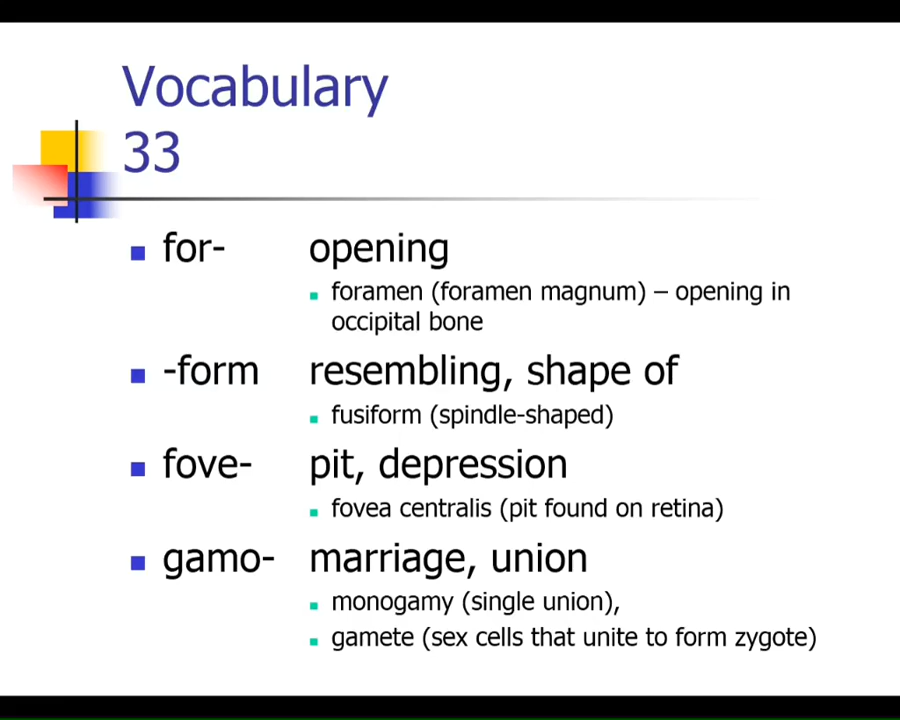 Vocabulary
33
for- opening
foramen (foramen magnum) – opening in
occipital bone
-form resembling, shape of
fusiform (spindle-shaped)
fove- pit, depression
fovea centralis (pit found on retina)
gamo- marriage, union
monogamy (single union),
gamete (sex cells that unite to form zygote)